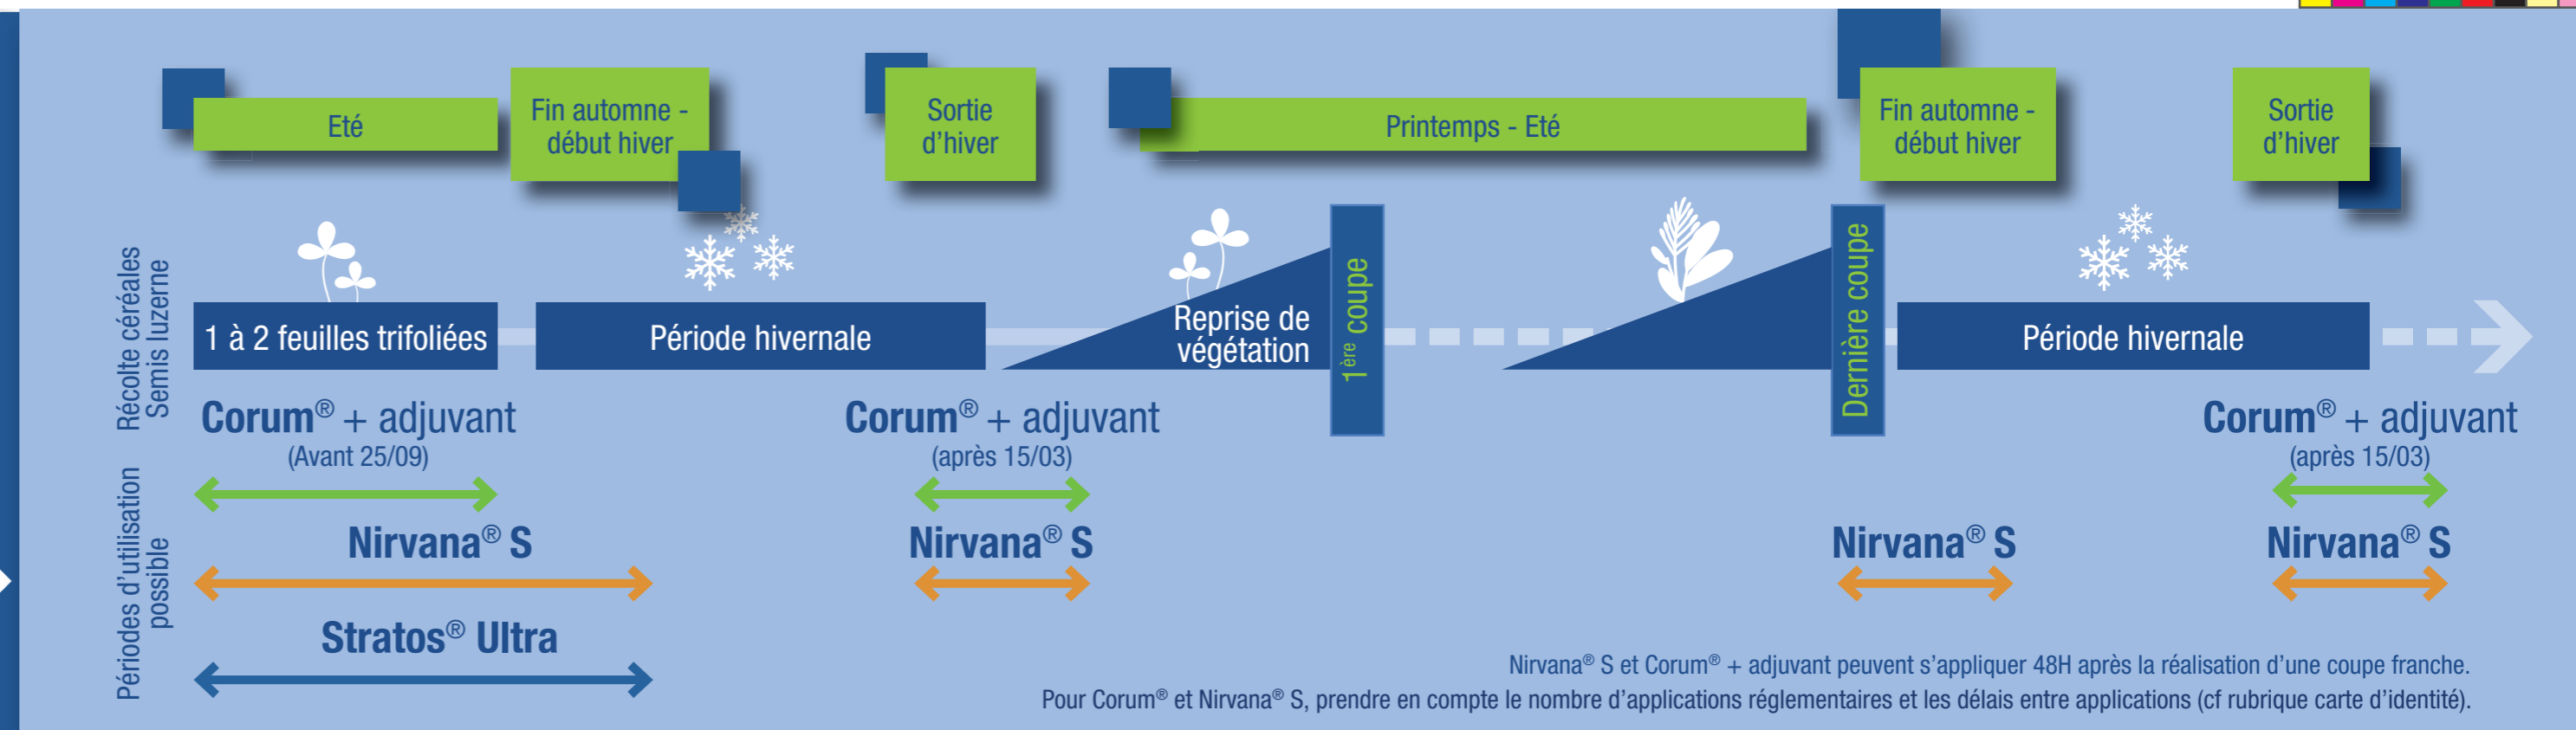 Eté
Fin automne -
début hiver
Sortie
d'hiver
Printemps - Eté
Fin automne -
début hiver
Sortie
d'hiver
Récolte céréales
Semis luzerne
1 à 2 feuilles trifoliées
Période hivernale
Reprise de
végétation
1ère coupe
Dernière coupe
Période hivernale
Périodes d'utilisation
possible
Corum® + adjuvant
(Avant 25/09)
Corum® + adjuvant
(après 15/03)
Corum® + adjuvant
(après 15/03)
Nirvana® S
Nirvana® S
Nirvana® S
Nirvana® S
Stratos® Ultra
Nirvana® S et Corum® + adjuvant peuvent s'appliquer 48H après la réalisation d'une coupe franche.
Pour Corum® et Nirvana® S, prendre en compte le nombre d'applications réglementaires et les délais entre applications (cf rubrique carte d'identité).